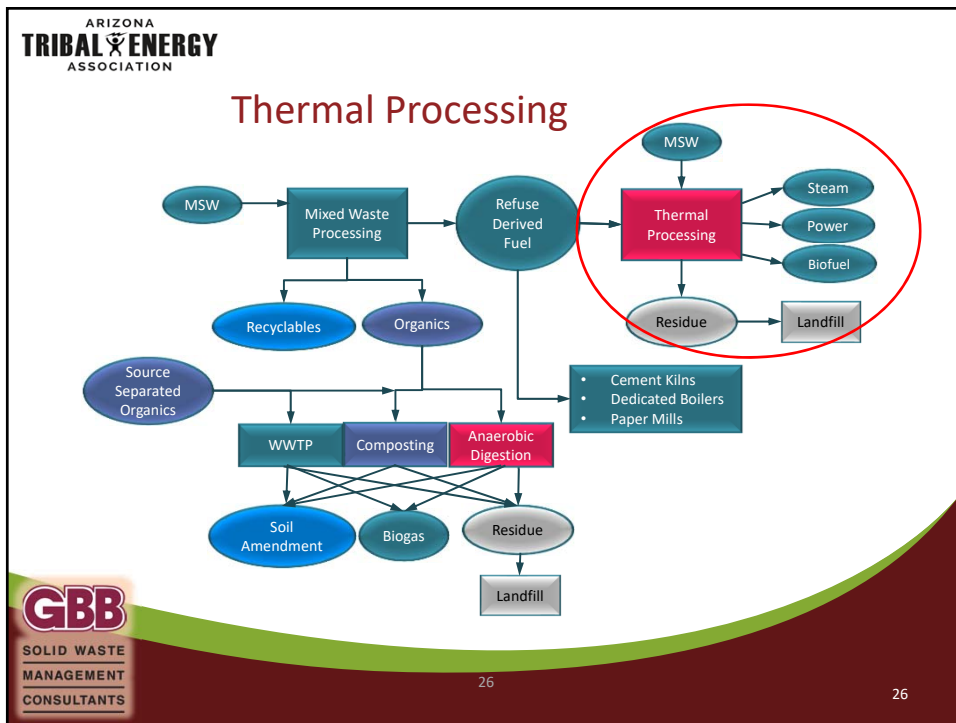 ARIZONA
TRIBAL ENERGY
ASSOCIATION
Thermal Processing
MSW
Mixed Waste
Processing
Refuse
Derived
Fuel
MSW
Thermal
Processing
Steam
Power
Biofuel
Residue
Landfill
Recyclables
Organics
Source
Separated
Organics
• Cement Kilns
• Dedicated Boilers
• Paper Mills
WWTP
Composting
Anaerobic
Digestion
Soil
Amendment
Biogas
Residue
Landfill
GBB
SOLID WASTE
MANAGEMENT
CONSULTANTS
26
26